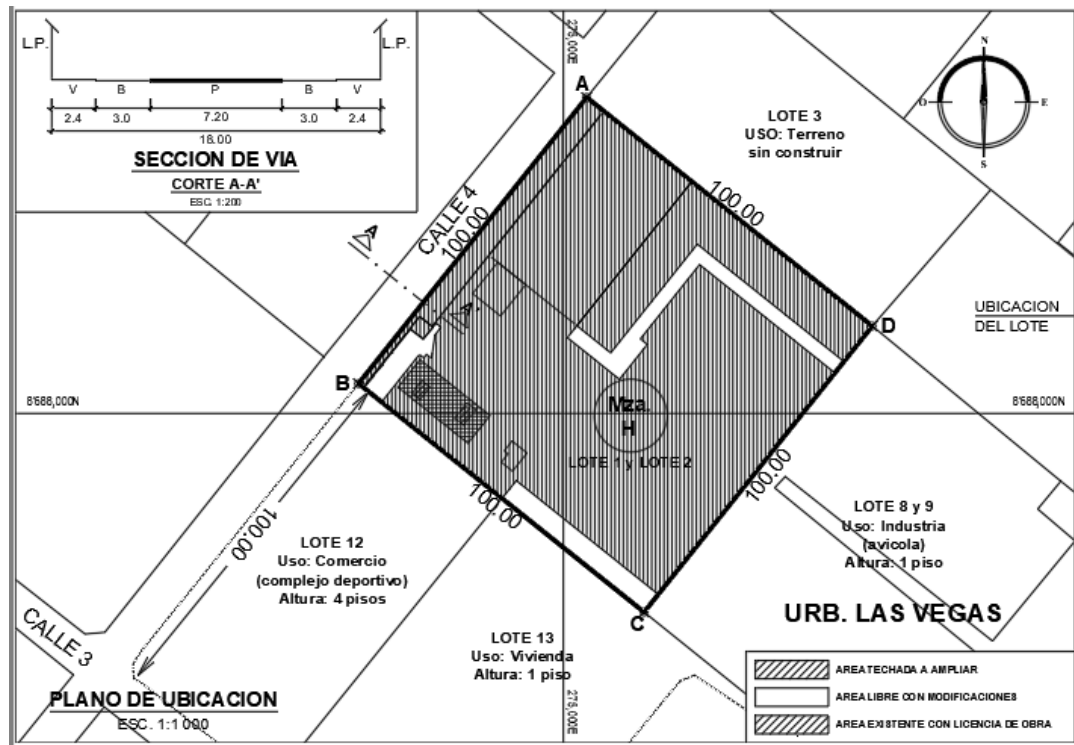 L.P.
L.P.
V B P B V
2.4 3.0 7.20 3.0 2.4
18.00
SECCION DE VIA
CORTE A-A'
ESC. 1:200
N
O
E
S
A
LOTE 3
USO: Terreno
sin construir
CALLE 4
100.00
100.00
A
A'
UBICACION
DEL LOTE
D
B
8'688,000N
8'688,000N
Mza.
H
LOTE 1 y LOTE 2
100.00
100.00
100.00
LOTE 12
Uso: Comercio
(complejo deportivo)
Altura: 4 pisos
LOTE 8 y 9
Uso: Industria
(avicola)
Altura: 1 piso
C
URB. LAS VEGAS
CALLE 3
LOTE 13
Uso: Vivienda
Altura: 1 piso
PLANO DE UBICACION
ESC. 1:1 000
AREA TECHADA A AMPLIAR
AREA LIBRE CON MODIFICACIONES
AREA EXISTENTE CON LICENCIA DE OBRA